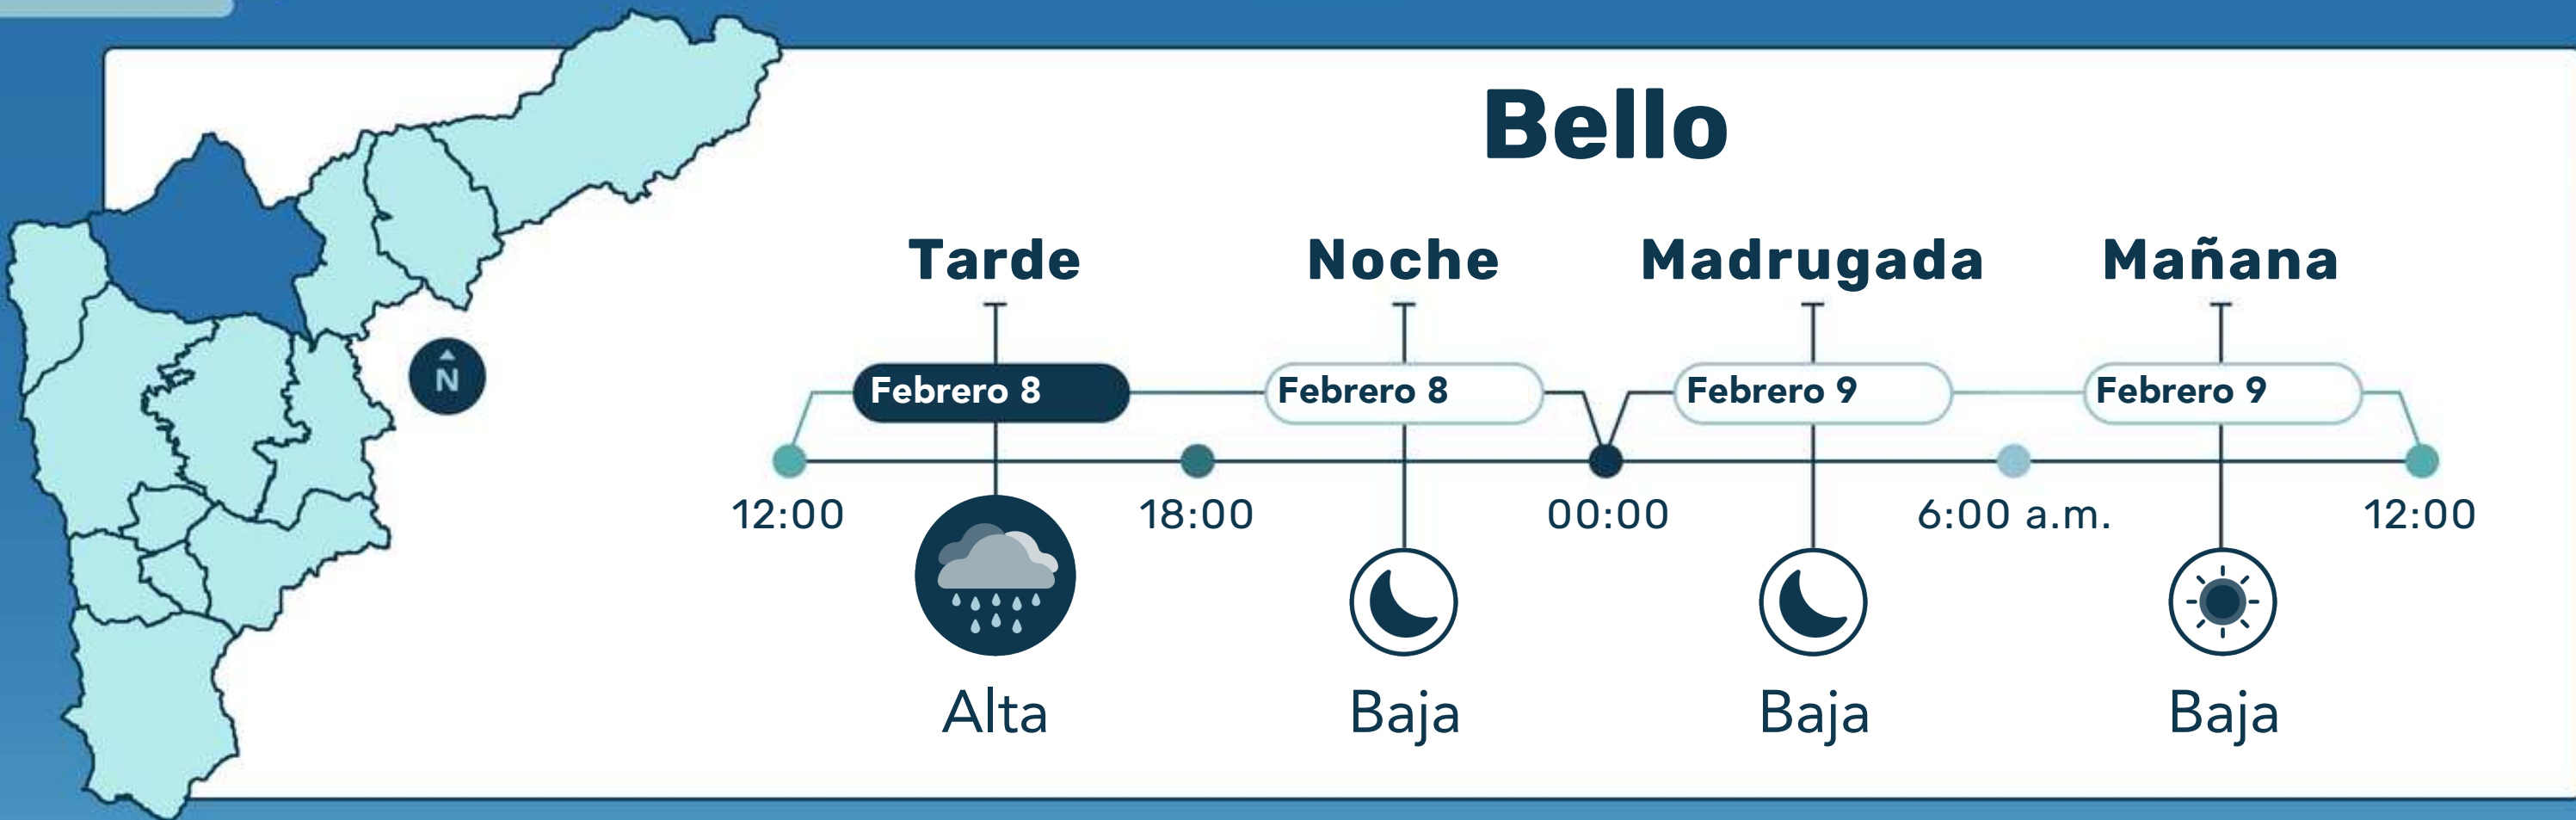 Bello
Tarde Noche Madrugada Mañana
Febrero 8 Febrero 8 Febrero 9 Febrero 9
N
12:00 18:00 00:00 6:00 a.m. 12:00
Alta Baja Baja Baja